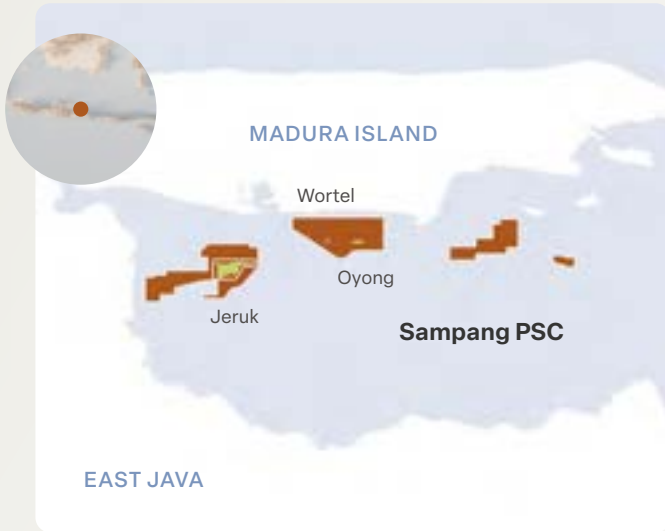 MADURA ISLAND
Wortel
Oyong
Jeruk
Sampang PSC
EAST JAVA